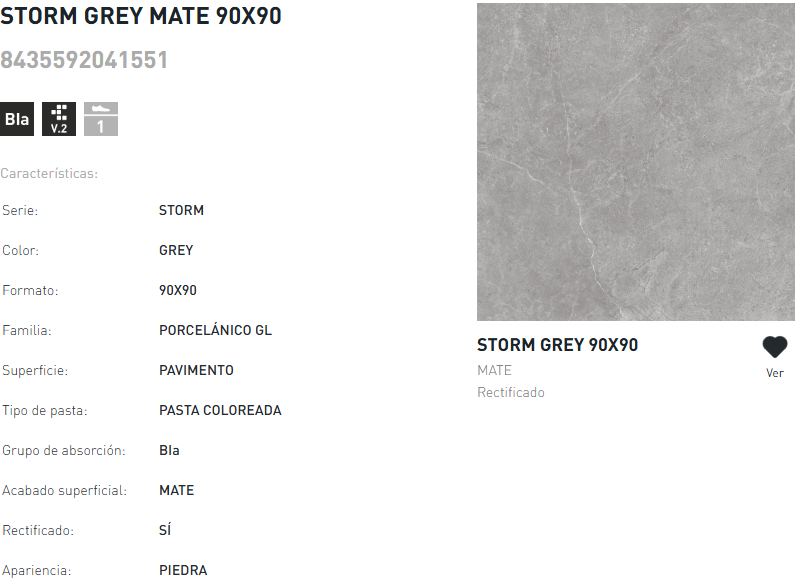 STORM GREY MATE 90X90
8435592041551
BIa
V.2
1
Características:
Serie: STORM
Color: GREY
Formato: 90X90
Familia: PORCELÁNICO GL
Superficie: PAVIMENTO
Tipo de pasta: PASTA COLOREADA
Grupo de absorción: BIa
Acabado superficial: MATE
Rectificado: SÍ
Apariencia: PIEDRA
STORM GREY 90X90
MATE
Rectificado
Ver